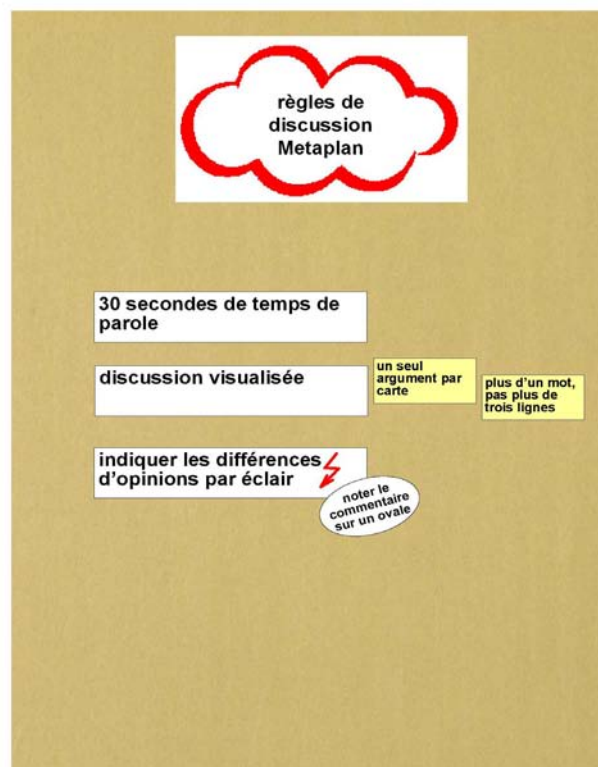 règles de
discussion
Metaplan
30 secondes de temps de
parole
discussion visualisée
un seul
argument par
carte
plus d'un mot,
pas plus de
trois lignes
indiquer les différences
d'opinions par éclair
noter le
commentaire
sur un ovale